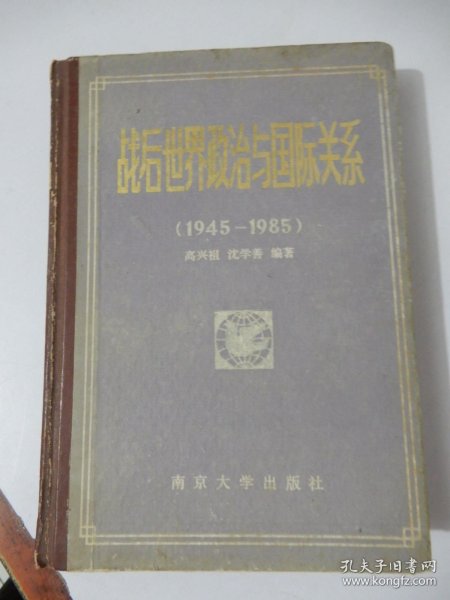 战后世界政治与国际关系
(1945-1985)
高兴祖 沈学善 编著
南京大学出版社
孔夫子旧书网
www.kongfz.com